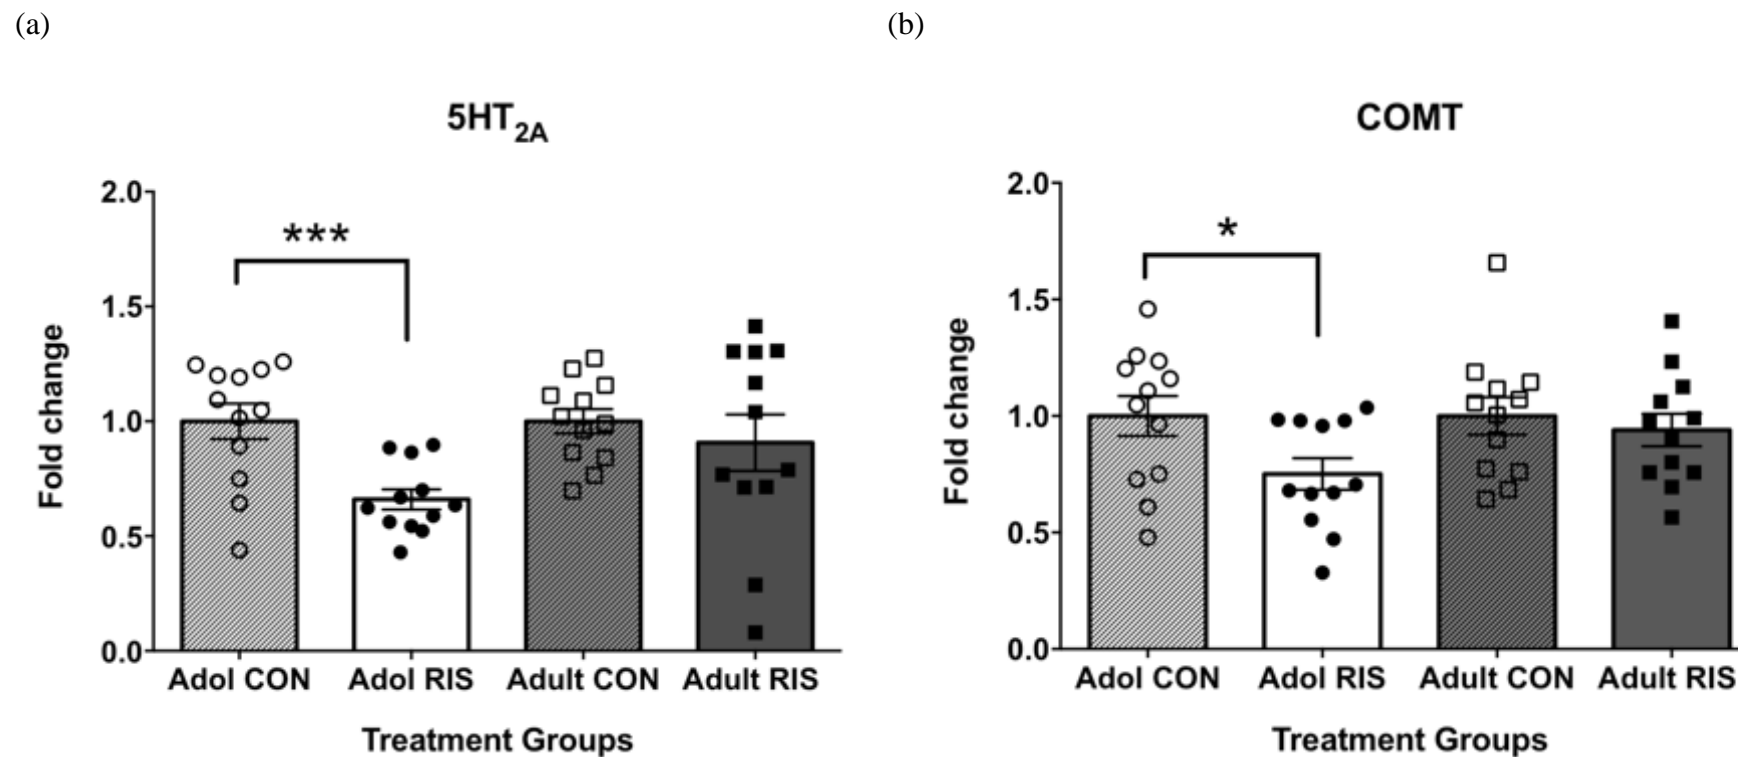 (a)
5HT2A
2.0
1.5
1.0
0.5
0.0
Fold change
***
Adol CON Adol RIS Adult CON Adult RIS
Treatment Groups
(b)
COMT
2.0
1.5
1.0
0.5
0.0
Fold change
*
Adol CON Adol RIS Adult CON Adult RIS
Treatment Groups